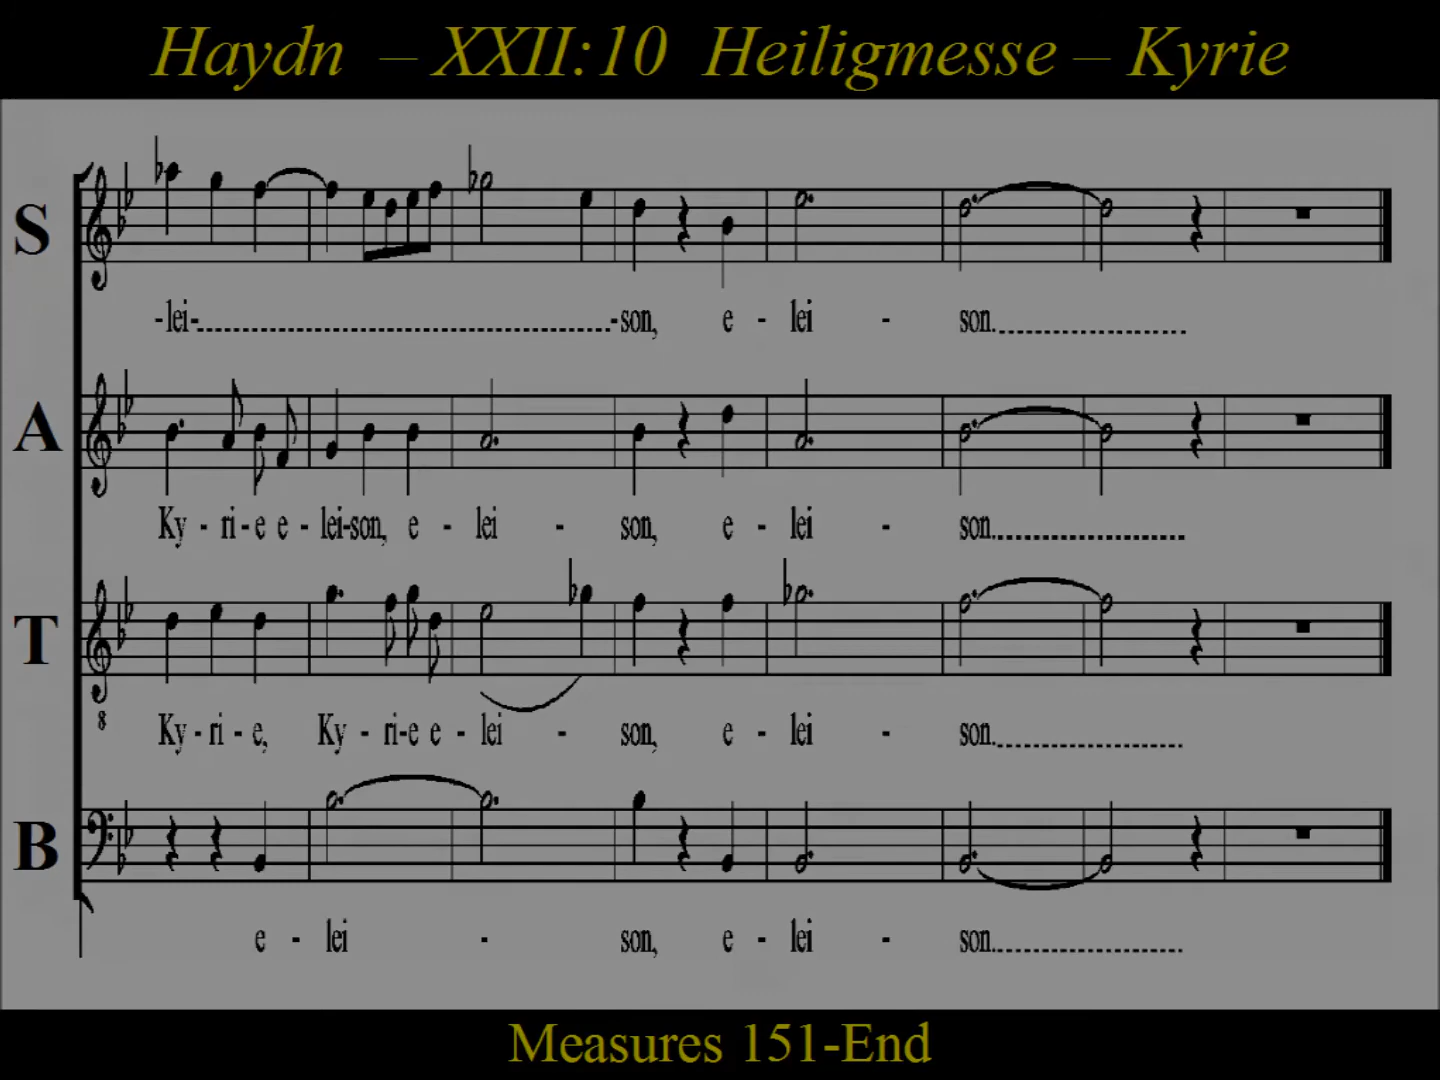 Haydn – XXII:10 Heiligmesse – Kyrie
S
-lei-.......................................................-son, e - lei - son........................
A
Ky - ri - e e - lei-son, e - lei - son, e - lei - son........................
T
8
Ky - ri - e, Ky - ri-e e - lei - son, e - lei - son........................
B
e - lei - son, e - lei - son........................
Measures 151-End